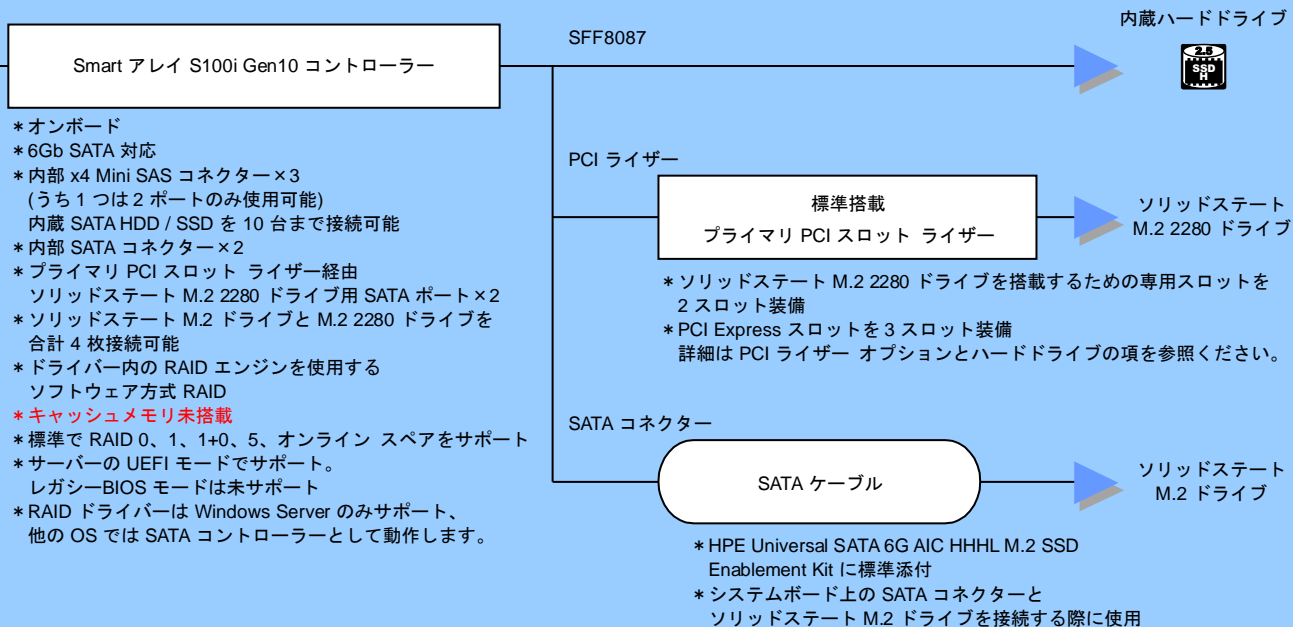 Smart アレイ S100i Gen10 コントローラー
＊オンボード
＊6Gb SATA 対応
＊内部 x4 Mini SAS コネクター×3
(うち 1 つは 2 ポートのみ使用可能)
内蔵 SATA HDD / SSD を 10 台まで接続可能
＊内部 SATA コネクター×2
＊プライマリ PCI スロット ライザー経由
ソリッドステート M.2 2280 ドライブ用 SATA ポート×2
＊ソリッドステート M.2 ドライブと M.2 2280 ドライブを
合計 4 枚接続可能
＊ドライバー内の RAID エンジンを使用する
ソフトウェア方式 RAID
＊キャッシュメモリ未搭載
＊標準で RAID 0、1、1+0、5、オンライン スペアをサポート
＊サーバーの UEFI モードでサポート。
レガシーBIOS モードは未サポート
＊RAID ドライバーは Windows Server のみサポート、
他の OS では SATA コントローラーとして動作します。
SFF8087
内蔵ハードドライブ
2.5
SSD
H
PCI ライザー
標準搭載
プライマリ PCI スロット ライザー
ソリッドステート
M.2 2280 ドライブ
＊ソリッドステート M.2 2280 ドライブを搭載するための専用スロットを
2 スロット装備
＊PCI Express スロットを 3 スロット装備
詳細は PCI ライザー オプションとハードドライブの項を参照ください。
SATA コネクター
SATA ケーブル
ソリッドステート
M.2 ドライブ
＊HPE Universal SATA 6G AIC HHHL M.2 SSD
Enablement Kit に標準添付
＊システムボード上の SATA コネクターと
ソリッドステート M.2 ドライブを接続する際に使用